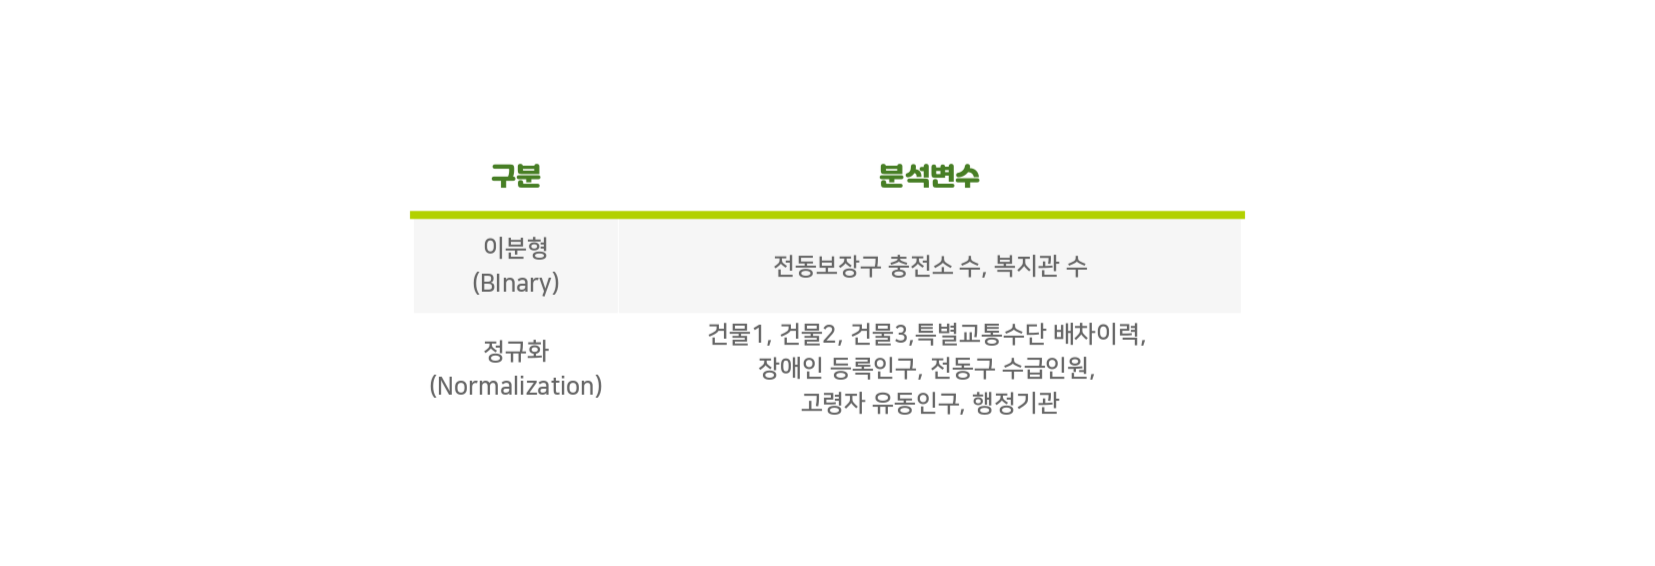 구분
분석변수
이분형
(BInary)
전동보장구 충전소 수, 복지관 수
정규화
(Normalization)
건물1, 건물2, 건물3,특별교통수단 배차이력,
장애인 등록인구, 전동구 수급인원,
고령자 유동인구, 행정기관